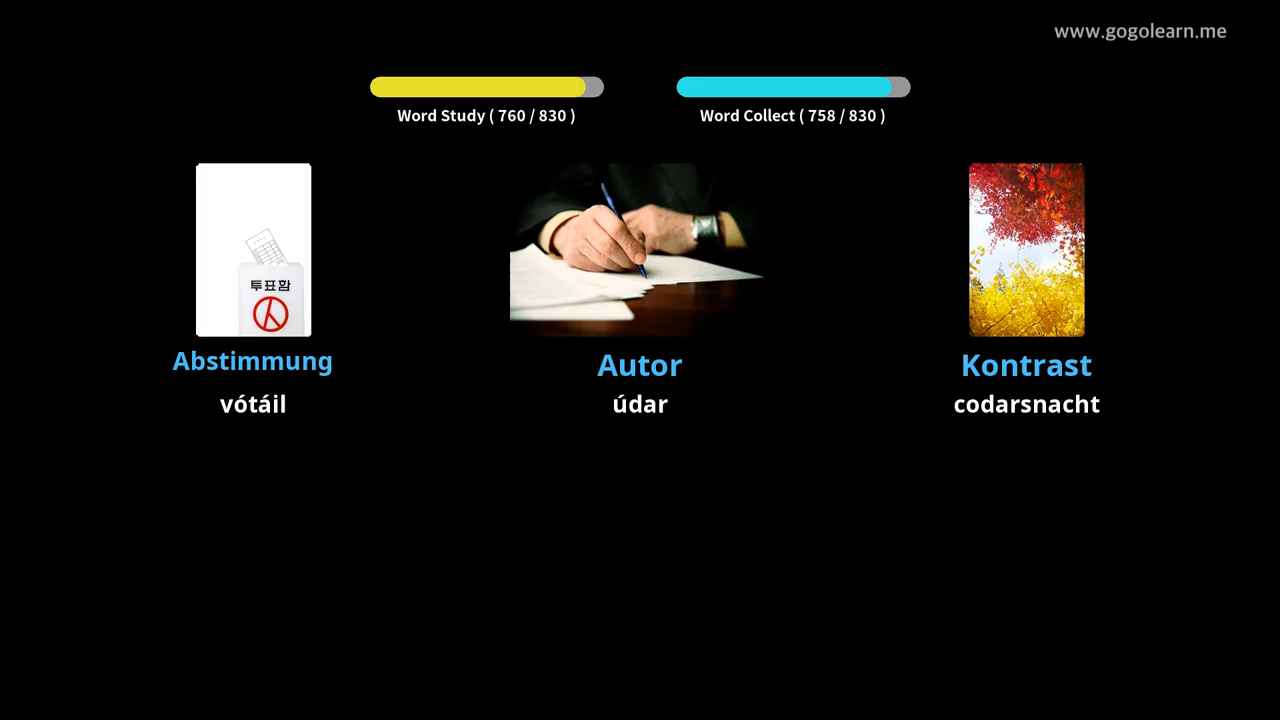 www.gogolearn.me
Word Study ( 760 / 830 )
Word Collect ( 758 / 830 )
투표함
Abstimmung
Autor
Kontrast
vótáil
údar
codarsnacht